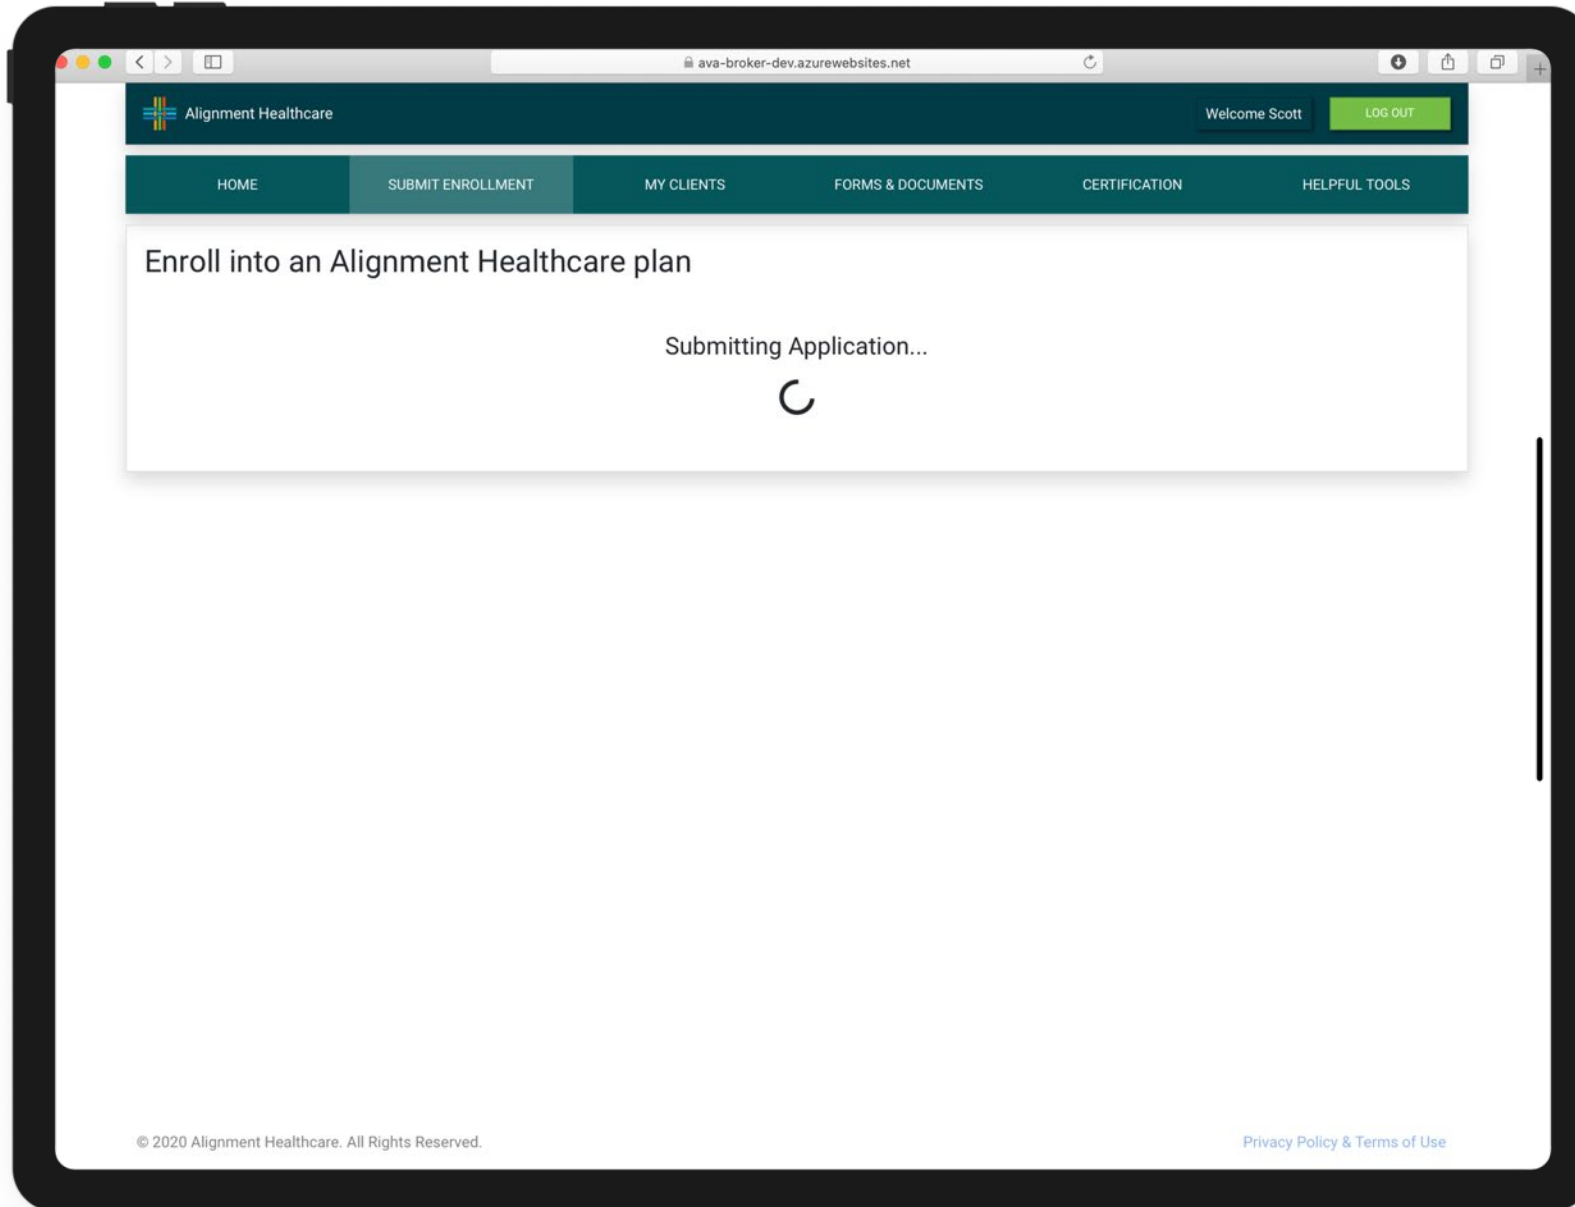 ava-broker-dev.azurewebsites.net
Alignment Healthcare
Welcome Scott
LOG OUT
HOME
SUBMIT ENROLLMENT
MY CLIENTS
FORMS & DOCUMENTS
CERTIFICATION
HELPFUL TOOLS
Enroll into an Alignment Healthcare plan
Submitting Application...
© 2020 Alignment Healthcare. All Rights Reserved.
Privacy Policy & Terms of Use